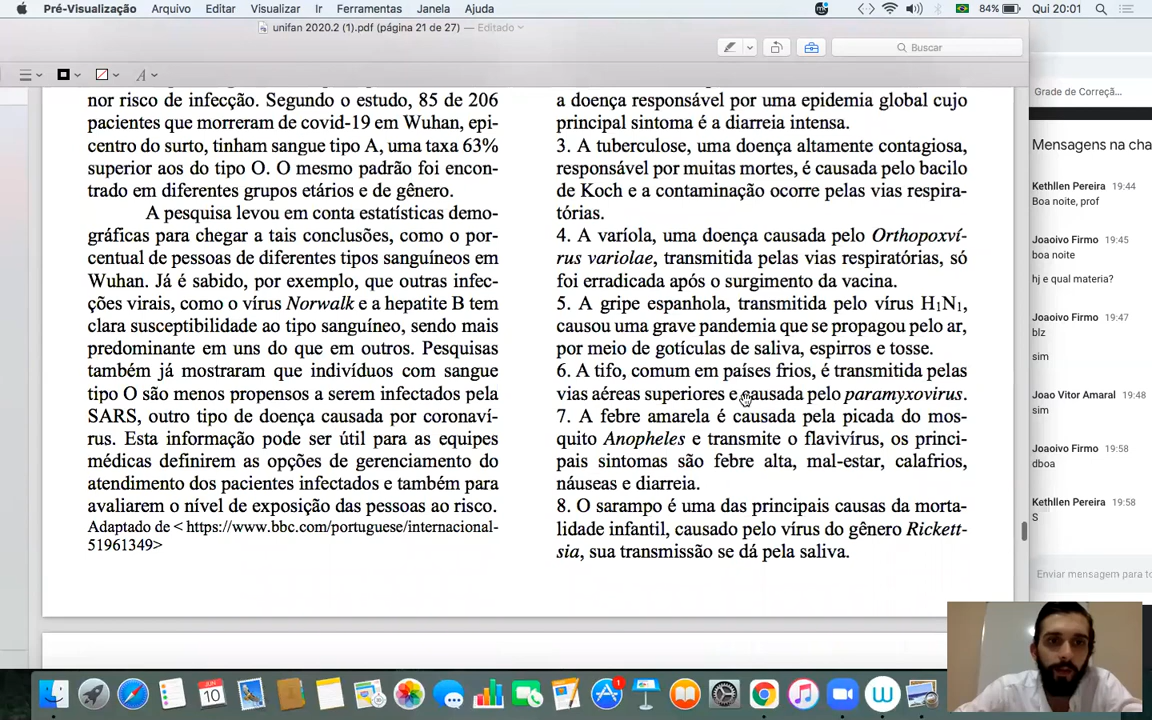 Pré-Visualização Arquivo Editar Visualizar Ir Ferramentas Janela Ajuda 84% Qui 20:01
unifan 2020.2 (1).pdf (página 21 de 27) — Editado
Buscar
Grade de Correçã...
nor risco de infecção. Segundo o estudo, 85 de 206
pacientes que morreram de covid-19 em Wuhan, epi-
centro do surto, tinham sangue tipo A, uma taxa 63%
superior aos do tipo O. O mesmo padrão foi encon-
trado em diferentes grupos etários e de gênero.
A pesquisa levou em conta estatísticas demo-
gráficas para chegar a tais conclusões, como o por-
centual de pessoas de diferentes tipos sanguíneos em
Wuhan. Já é sabido, por exemplo, que outras infec-
ções virais, como o vírus Norwalk e a hepatite B tem
clara susceptibilidade ao tipo sanguíneo, sendo mais
predominante em uns do que em outros. Pesquisas
também já mostraram que indivíduos com sangue
tipo O são menos propensos a serem infectados pela
SARS, outro tipo de doença causada por coronaví-
rus. Esta informação pode ser útil para as equipes
médicas definirem as opções de gerenciamento do
atendimento dos pacientes infectados e também para
avaliarem o nível de exposição das pessoas ao risco.
Adaptado de < https://www.bbc.com/portuguese/internacional-
51961349>
a doença responsável por uma epidemia global cujo
principal sintoma é a diarreia intensa.
3. A tuberculose, uma doença altamente contagiosa,
responsável por muitas mortes, é causada pelo bacilo
de Koch e a contaminação ocorre pelas vias respira-
tórias.
4. A varíola, uma doença causada pelo Orthopoxví-
rus variolae, transmitida pelas vias respiratórias, só
foi erradicada após o surgimento da vacina.
5. A gripe espanhola, transmitida pelo vírus H1N1,
causou uma grave pandemia que se propagou pelo ar,
por meio de gotículas de saliva, espirros e tosse.
6. A tifo, comum em países frios, é transmitida pelas
vias aéreas superiores e causada pelo paramyxovirus.
7. A febre amarela é causada pela picada do mos-
quito Anopheles e transmite o flavivírus, os princi-
pais sintomas são febre alta, mal-estar, calafrios,
náuseas e diarreia.
8. O sarampo é uma das principais causas da morta-
lidade infantil, causado pelo vírus do gênero Rickett-
sia, sua transmissão se dá pela saliva.
Mensagens na cha
Kethllen Pereira 19:44
Boa noite, prof
Joaoivo Firmo 19:45
boa noite
hj e qual materia?
Joaoivo Firmo 19:47
blz
sim
Joao Vitor Amaral 19:48
sim
Joaoivo Firmo 19:58
dboa
Kethllen Pereira 19:58
S
Enviar mensagem para to